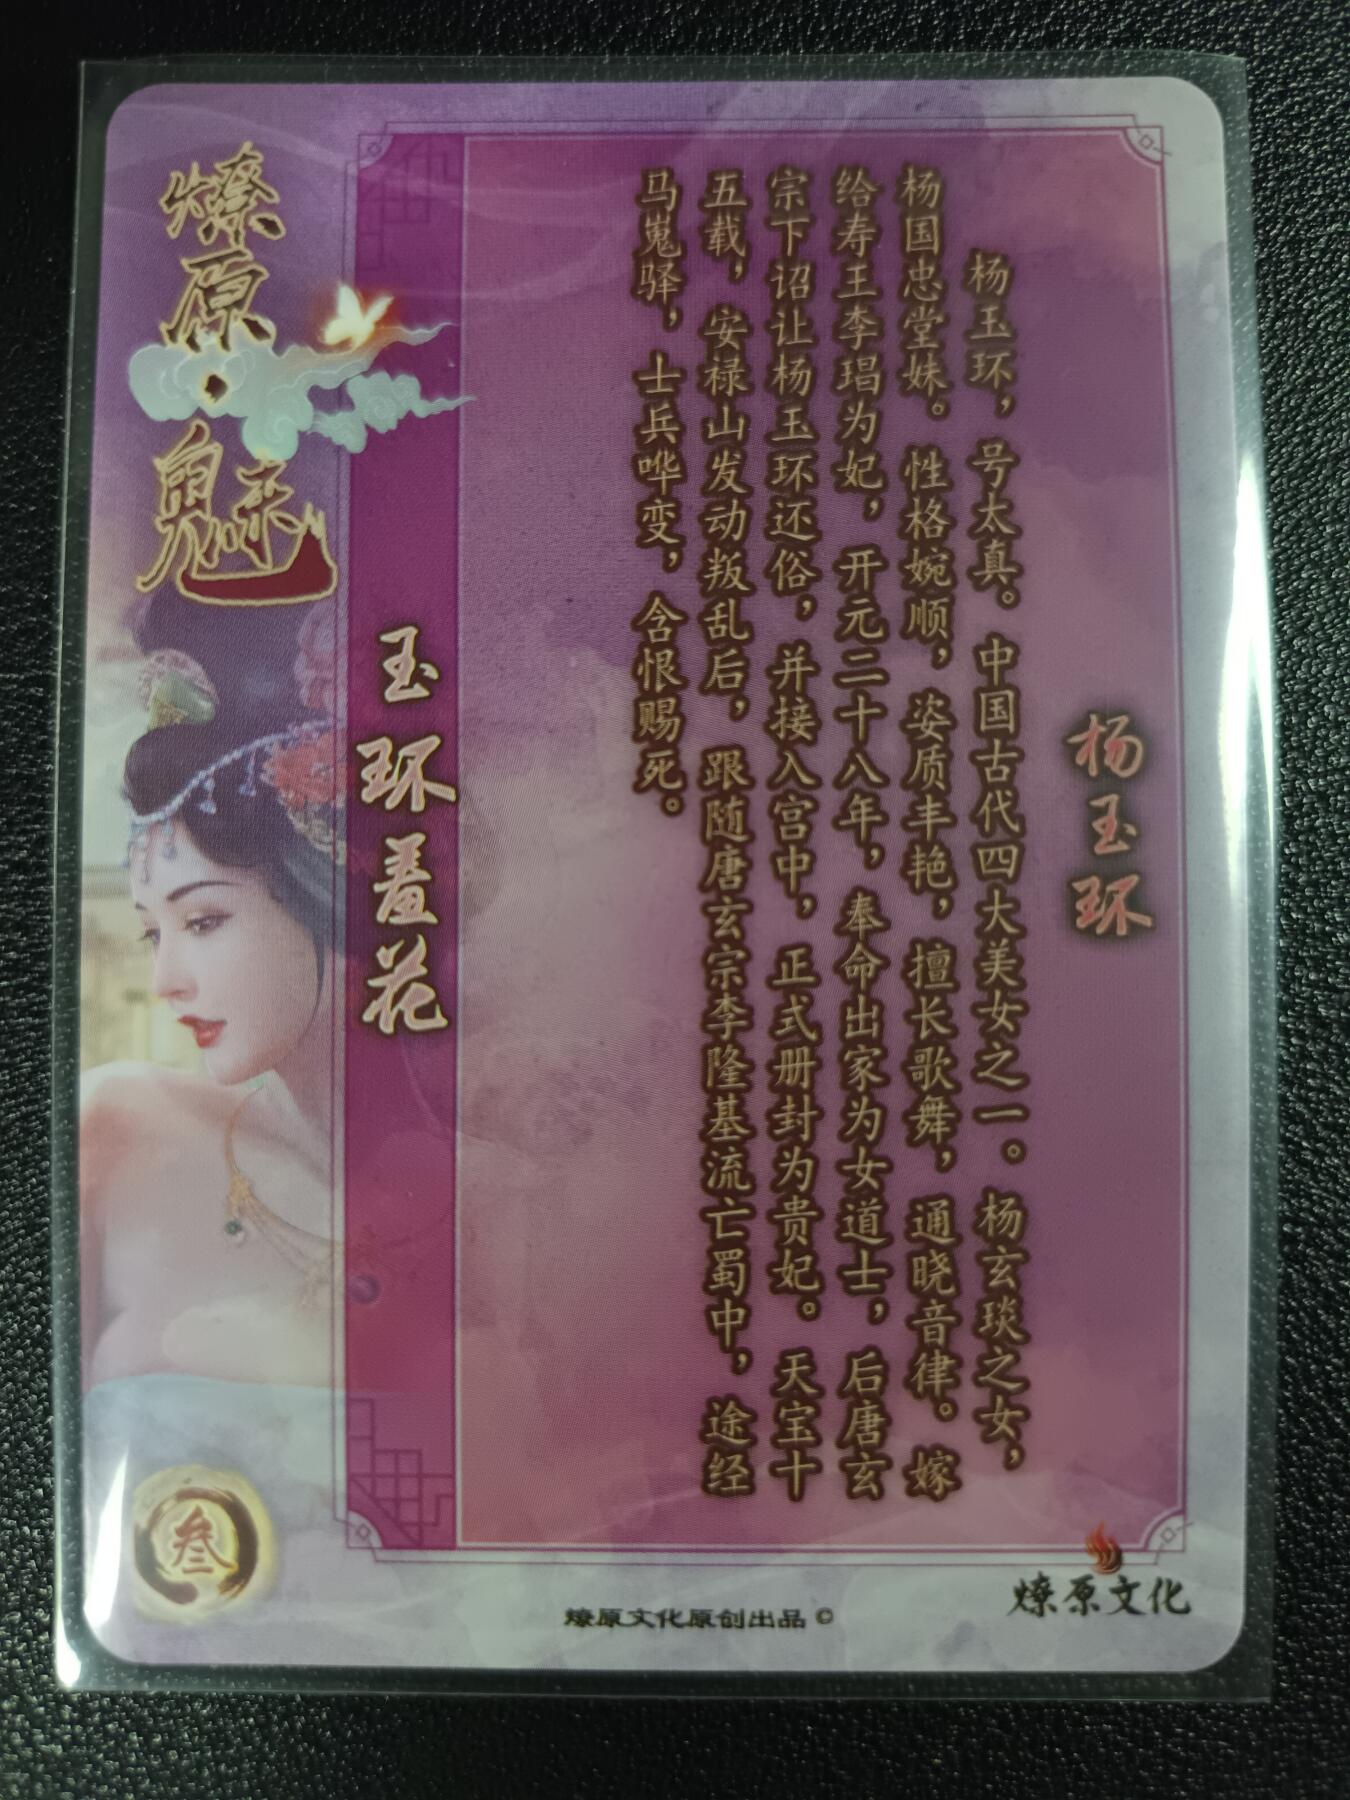 杨玉环
杨玉环，号太真。中国古代四大美女之一。杨玄琰之女，
杨国忠堂妹。性格婉顺，姿质丰艳，擅长歌舞，通晓音律。嫁
给寿王李瑁为妃，开元二十八年，奉命出家为女道士，后唐玄
宗下诏让杨玉环还俗，并接入宫中，正式册封为贵妃。天宝十
五载，安禄山发动叛乱后，跟随唐玄宗李隆基流亡蜀中，途经
马嵬驿，士兵哗变，含恨赐死。
玉环羞花
燎原·魅
叁
燎原文化原创出品 ©
燎原文化